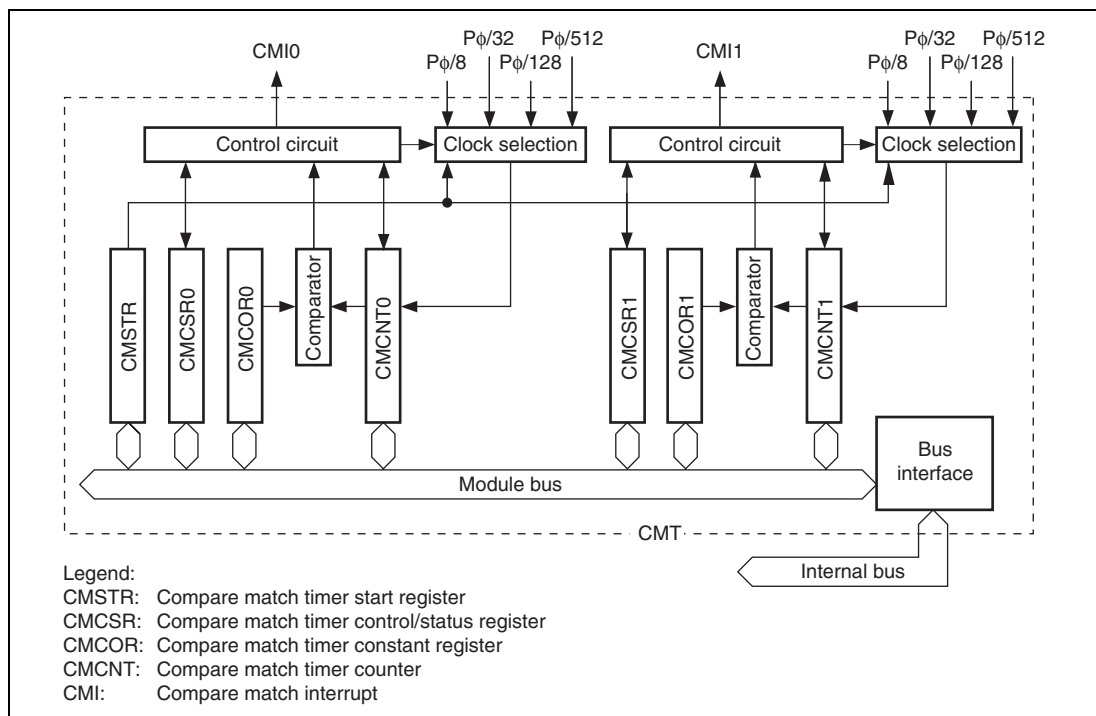 CMI0
Pφ/32
Pφ/512
Pφ/8
Pφ/128
CMI1
Pφ/32
Pφ/512
Pφ/8
Pφ/128
Control circuit
Clock selection
Control circuit
Clock selection
CMSTR
CMCSR0
CMCOR0
Comparator
CMCNT0
CMCSR1
CMCOR1
Comparator
CMCNT1
Bus
interface
Module bus
CMT
Internal bus
Legend:
CMSTR: Compare match timer start register
CMCSR: Compare match timer control/status register
CMCOR: Compare match timer constant register
CMCNT: Compare match timer counter
CMI: Compare match interrupt